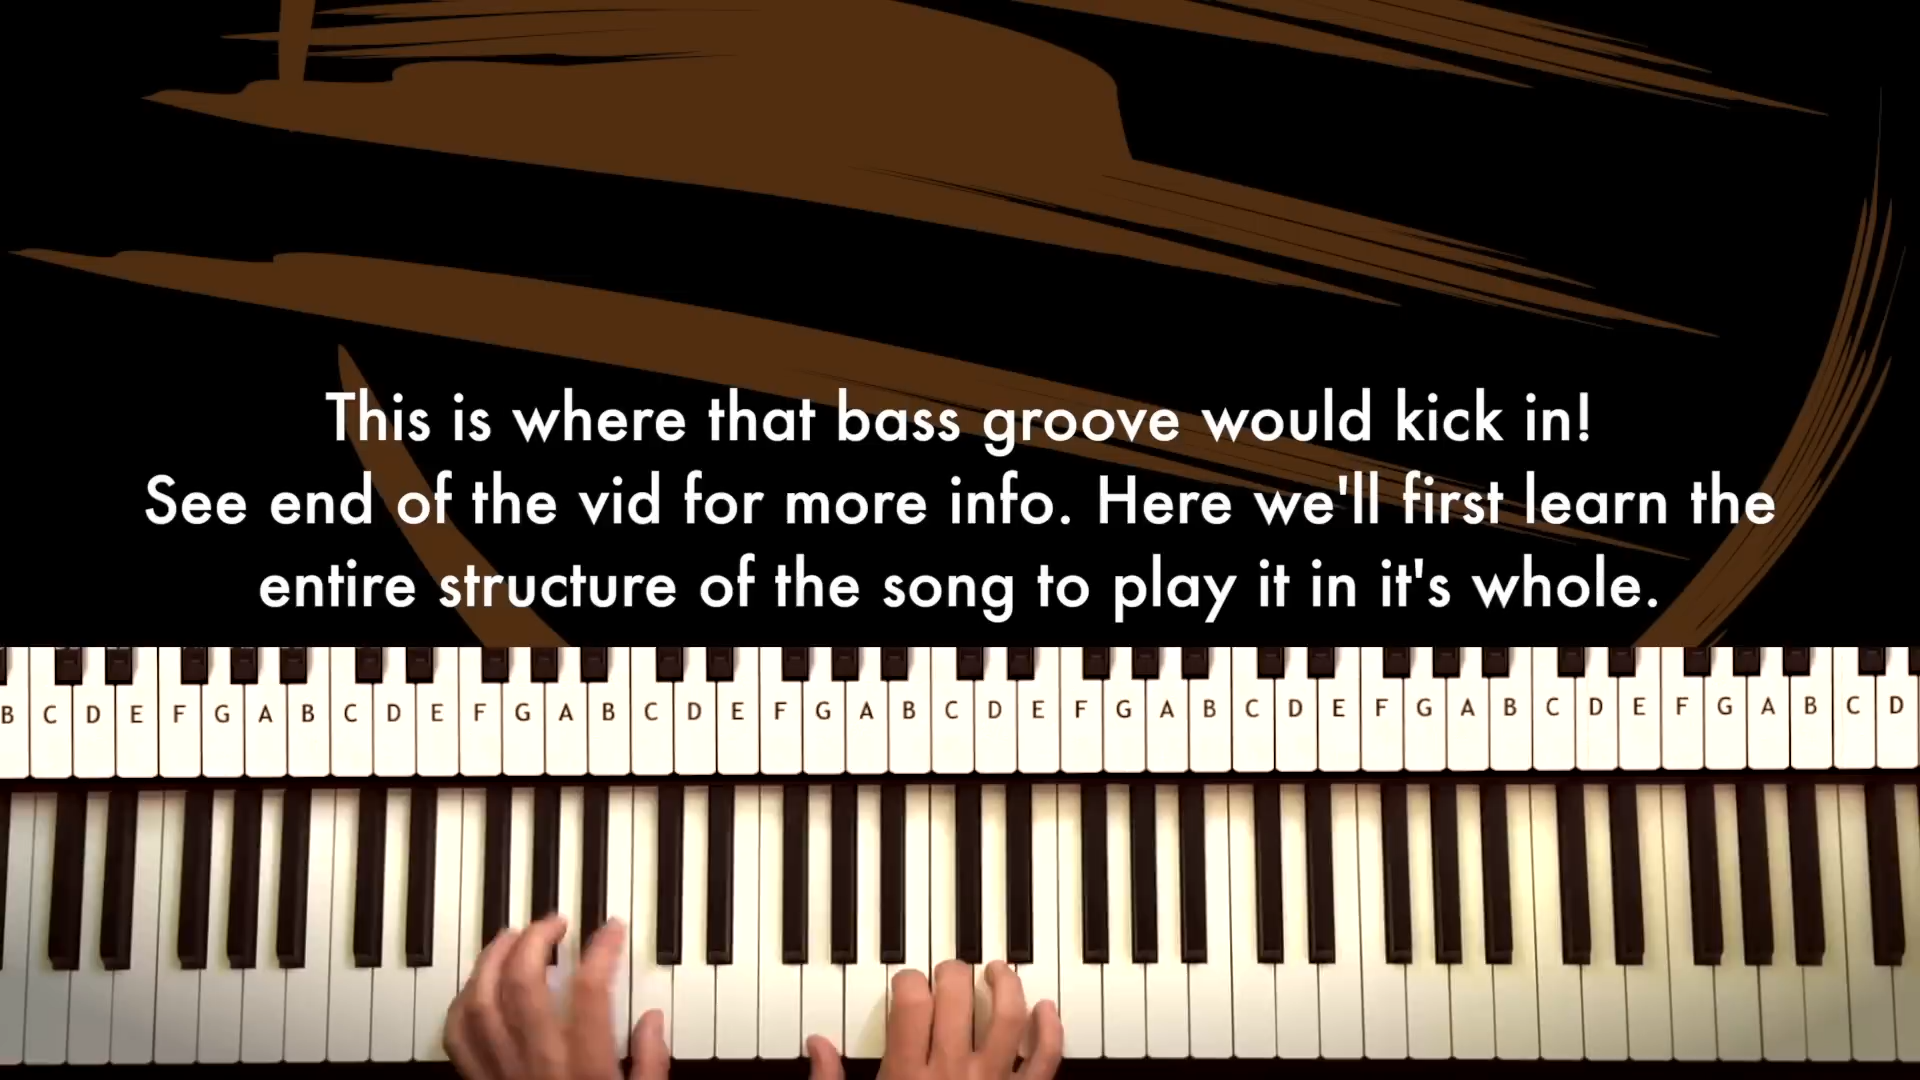 This is where that bass groove would kick in!
See end of the vid for more info. Here we'll first learn the
entire structure of the song to play it in it's whole.
B C D E F G A B C D E F G A B C D E F G A B C D E F G A B C D E F G A B C D E F G A B C D